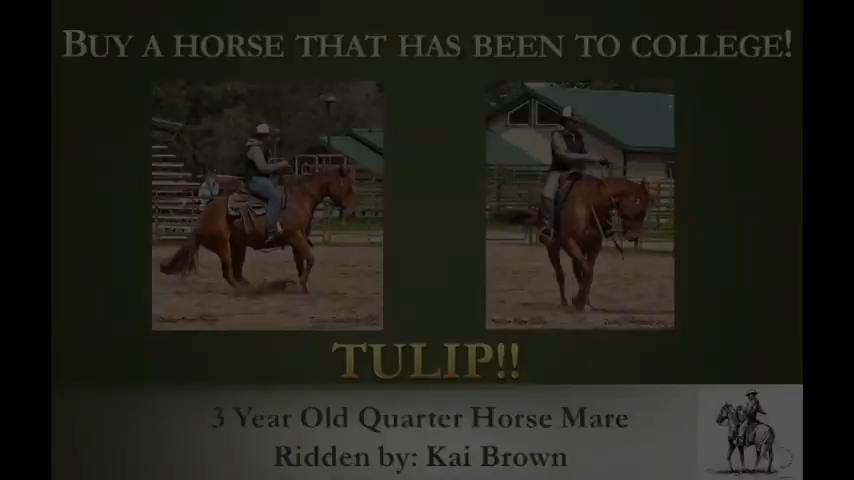 BUY A HORSE THAT HAS BEEN TO COLLEGE!
TULIP!!
3 Year Old Quarter Horse Mare
Ridden by: Kai Brown